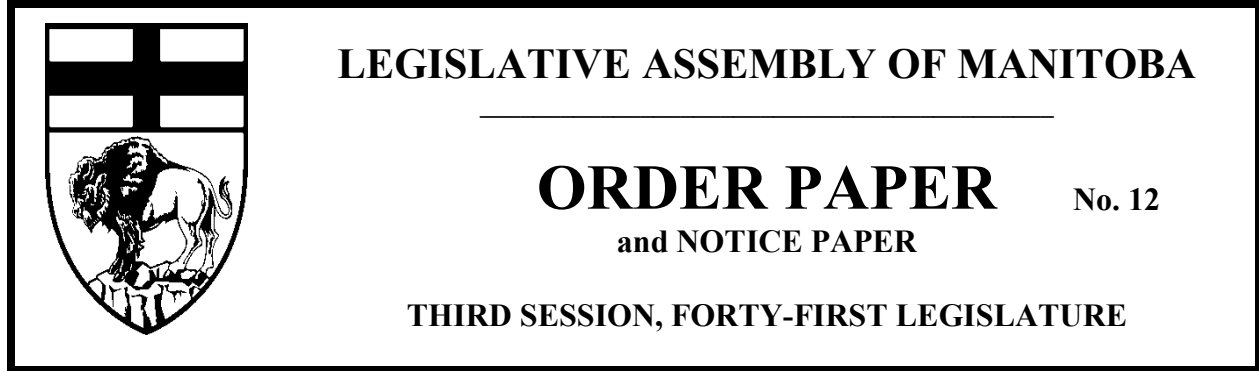 LEGISLATIVE ASSEMBLY OF MANITOBA
ORDER PAPER No. 12
and NOTICE PAPER
THIRD SESSION, FORTY-FIRST LEGISLATURE